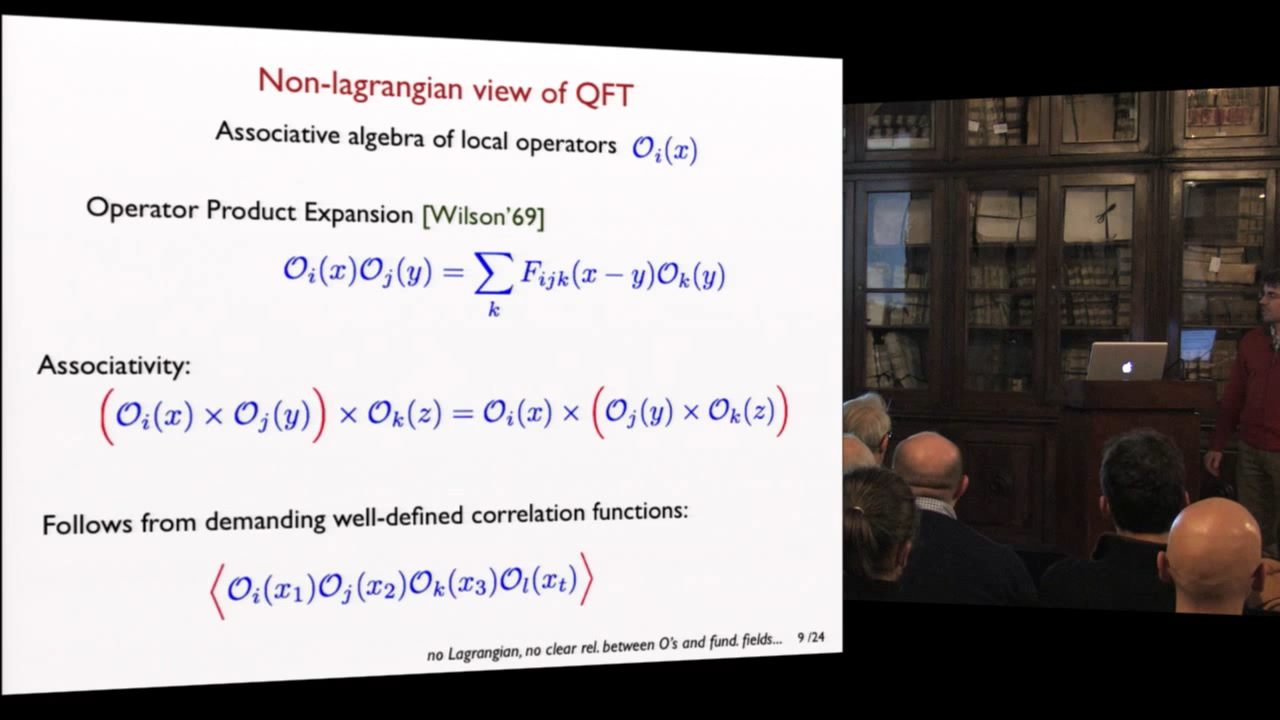 Non-lagrangian view of QFT
Associative algebra of local operators 𝒪ᵢ(x)
Operator Product Expansion [Wilson'69]
𝒪ᵢ(x)𝒪ⱼ(y) = ∑ₖ Fᵢⱼₖ(x − y)𝒪ₖ(y)
Associativity:
(𝒪ᵢ(x) × 𝒪ⱼ(y)) × 𝒪ₖ(z) = 𝒪ᵢ(x) × (𝒪ⱼ(y) × 𝒪ₖ(z))
Follows from demanding well-defined correlation functions:
⟨𝒪ᵢ(x₁)𝒪ⱼ(x₂)𝒪ₖ(x₃)𝒪ₗ(xₜ)⟩
no Lagrangian, no clear rel. between O's and fund. fields... 9 /24